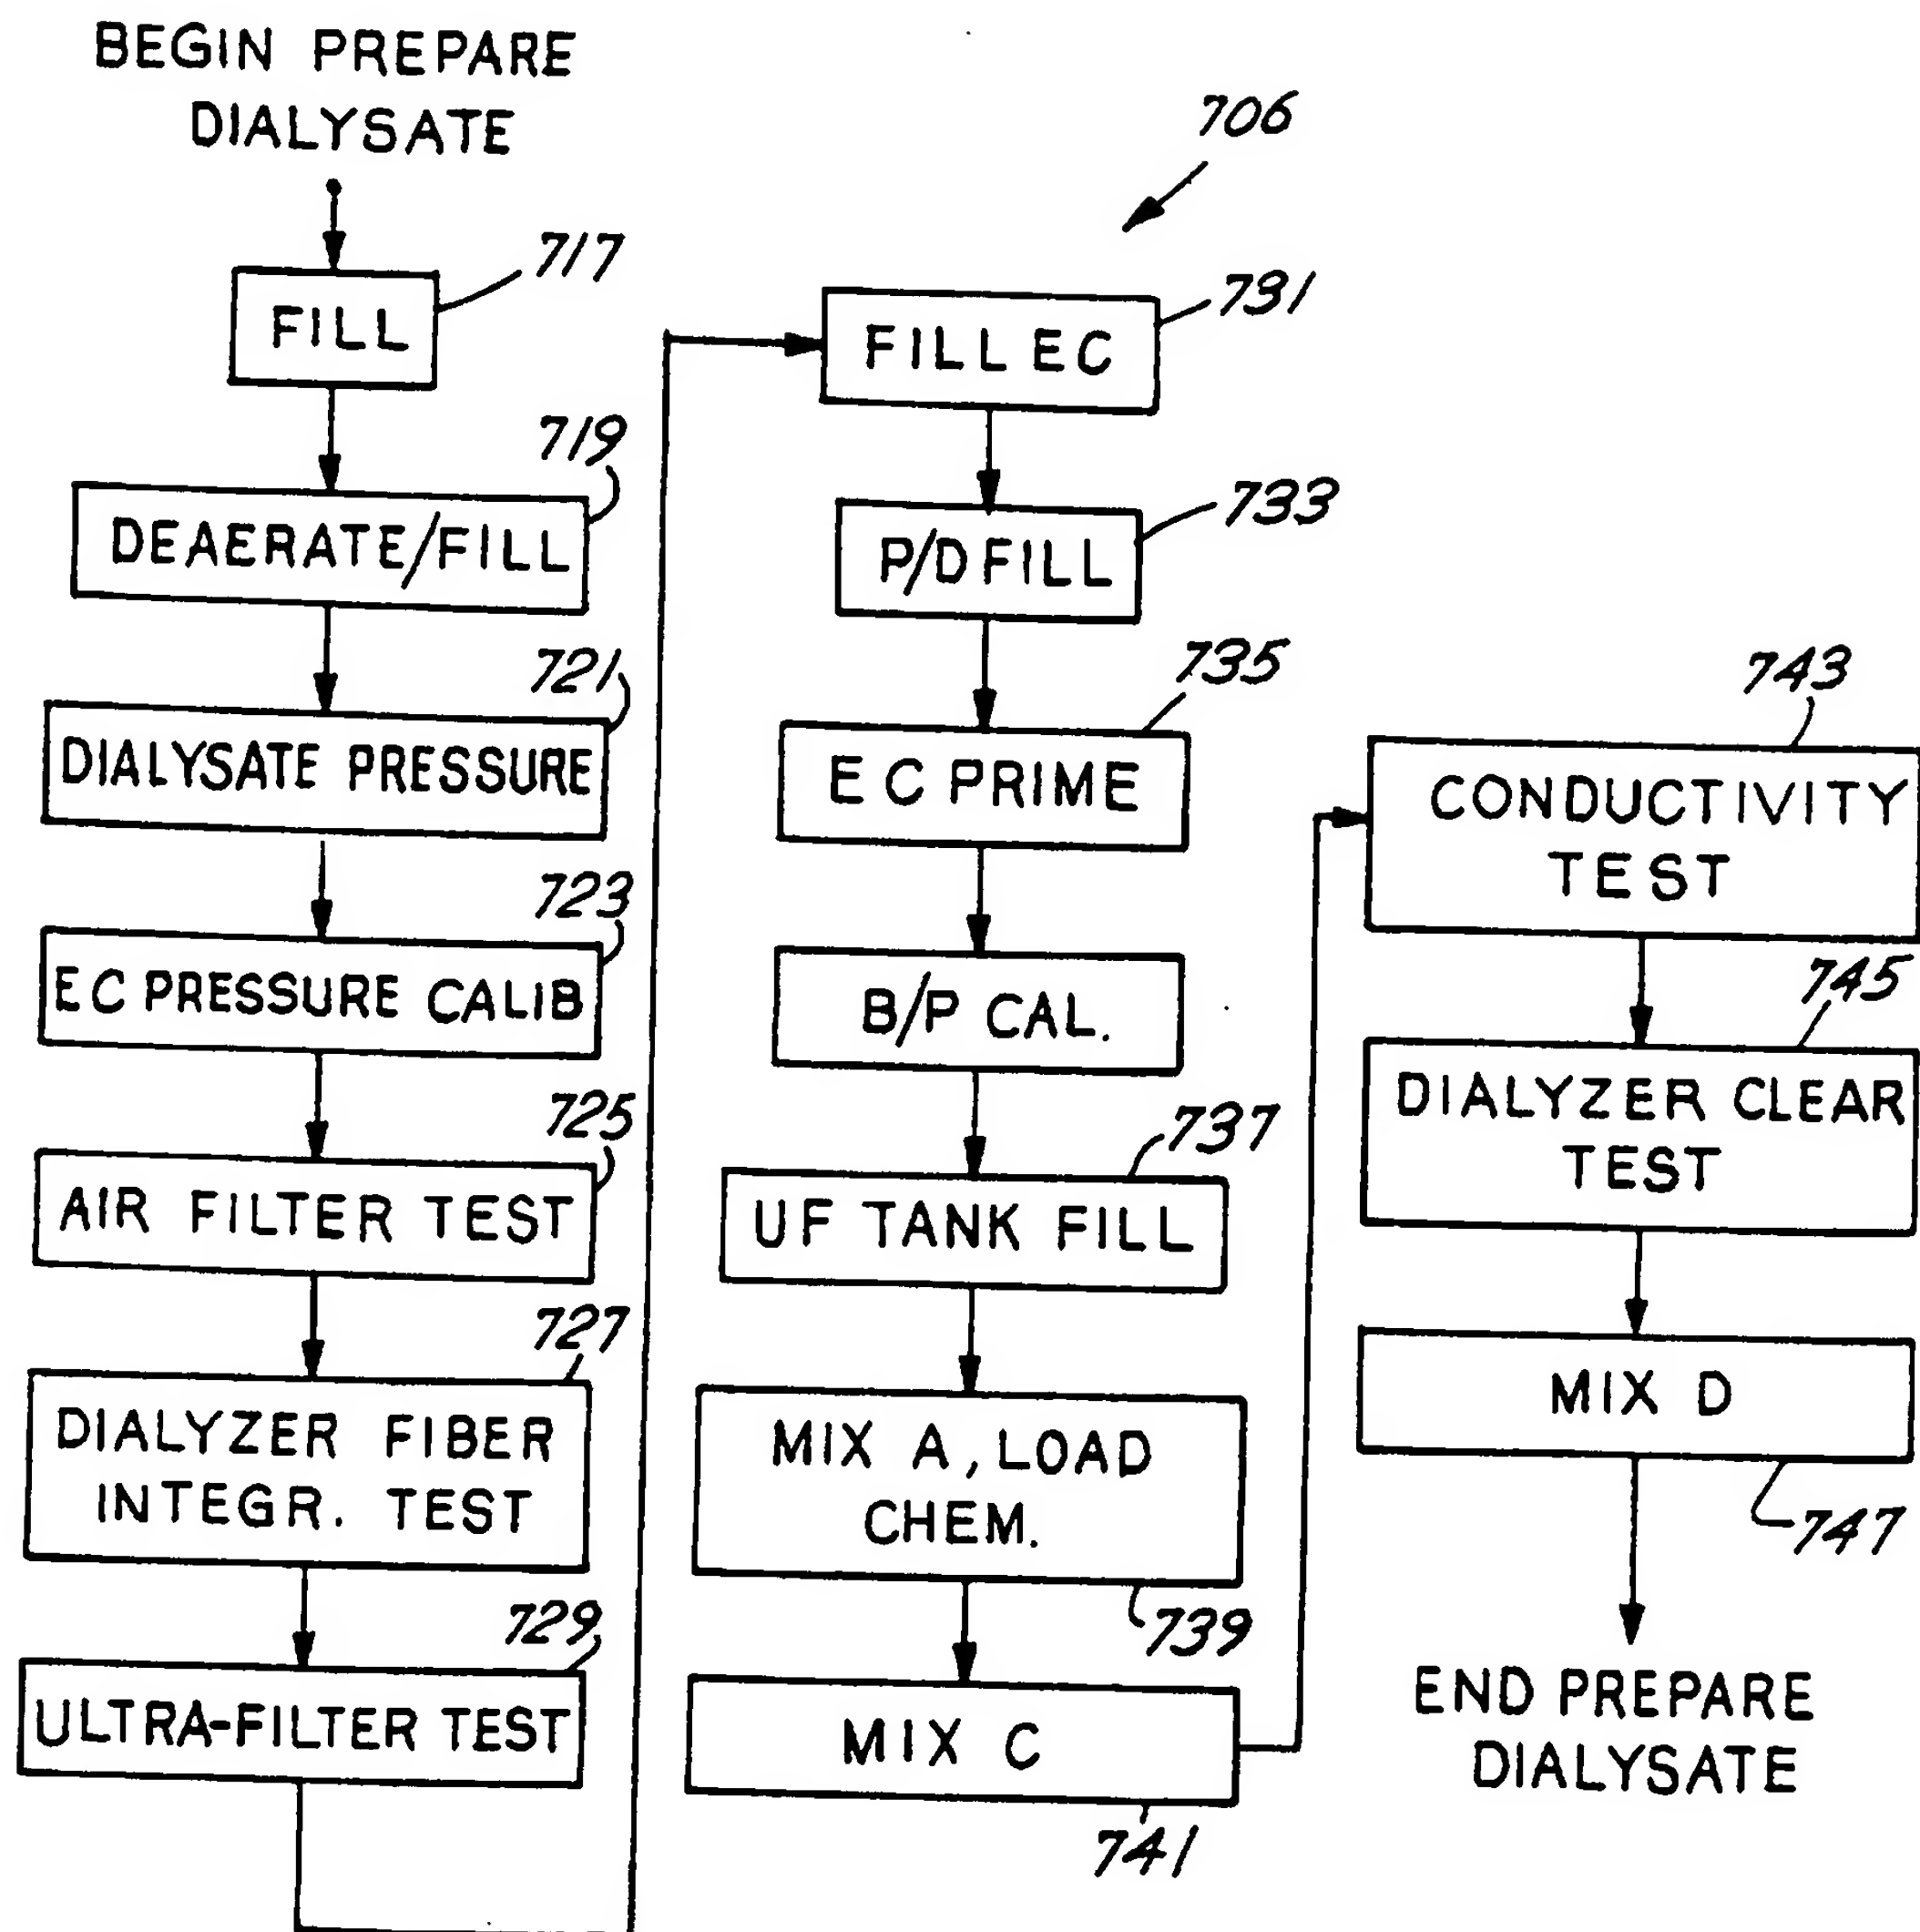 BEGIN PREPARE
DIALYSATE
706
FILL
717
DEAERATE/FILL
719
DIALYSATE PRESSURE
721
EC PRESSURE CALIB
723
AIR FILTER TEST
725
DIALYZER FIBER
INTEGR. TEST
727
ULTRA-FILTER TEST
729
FILL EC
731
P/D FILL
733
EC PRIME
735
B/P CAL.
UF TANK FILL
737
MIX A, LOAD
CHEM.
739
MIX C
741
CONDUCTIVITY
TEST
743
DIALYZER CLEAR
TEST
745
MIX D
747
END PREPARE
DIALYSATE